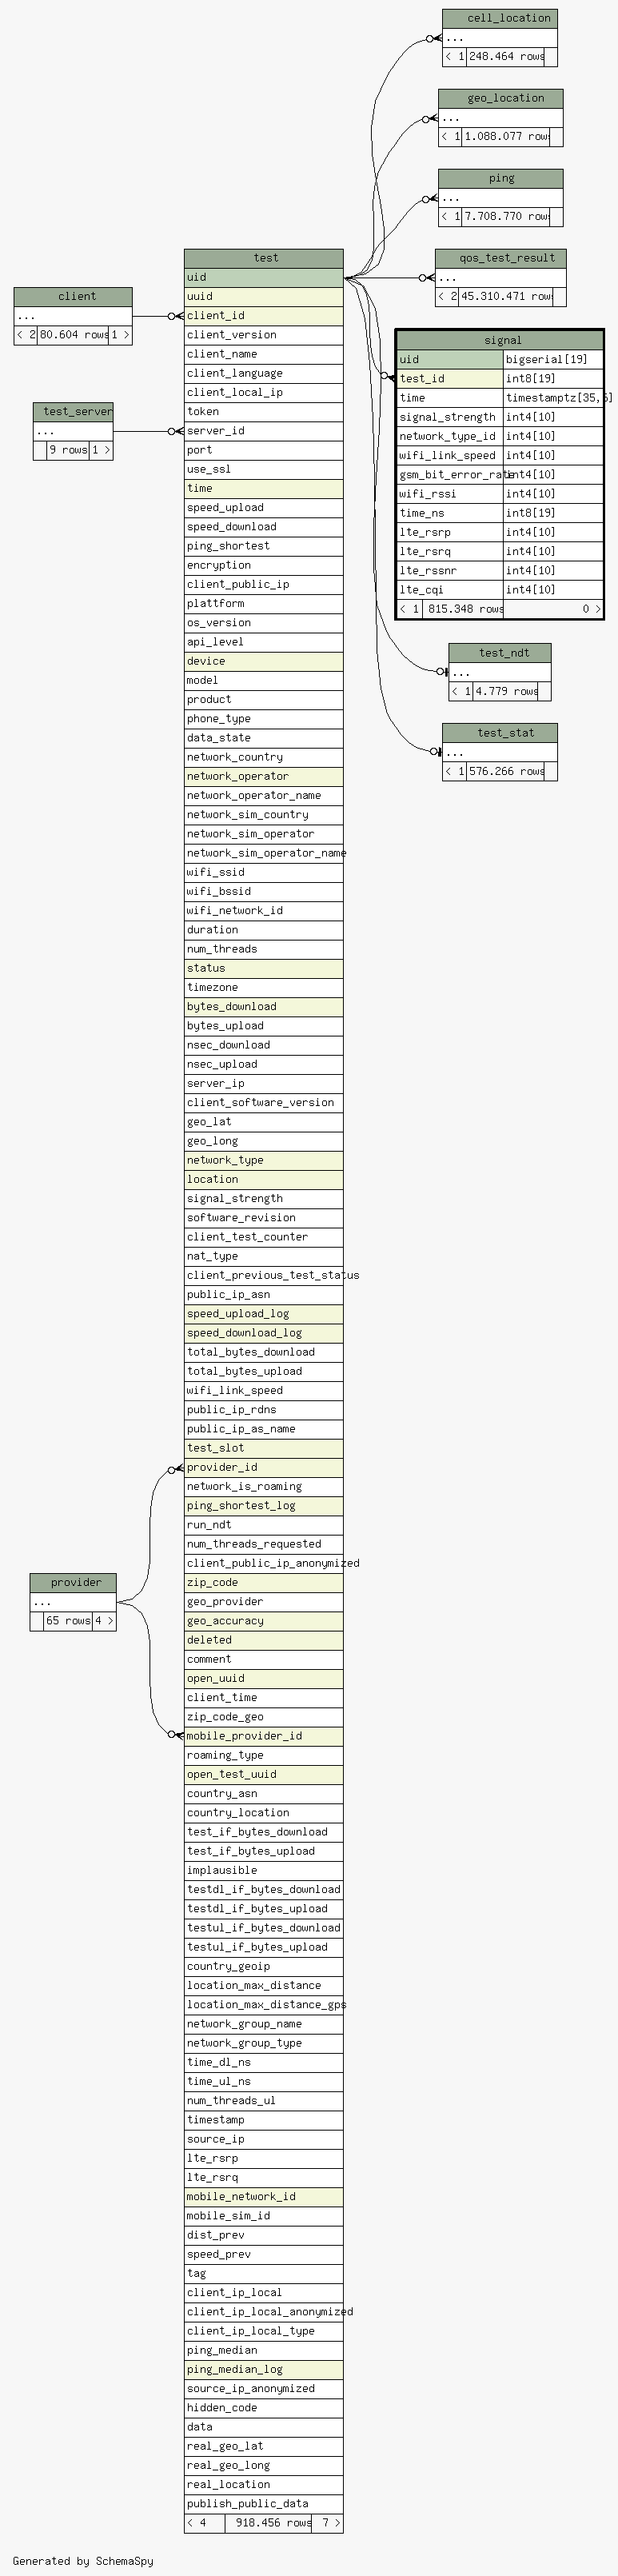 cell_location
...
< 1 248.464 rows
geo_location
...
< 1 1.088.077 rows
ping
...
< 1 7.708.770 rows
qos_test_result
...
< 2 45.310.471 rows
signal
uid bigserial[19]
test_id int8[19]
time timestamptz[35,6]
signal_strength int4[10]
network_type_id int4[10]
wifi_link_speed int4[10]
gsm_bit_error_rate int4[10]
wifi_rssi int4[10]
time_ns int8[19]
lte_rsrp int4[10]
lte_rsrq int4[10]
lte_rssnr int4[10]
lte_cqi int4[10]
< 1 815.348 rows 0 >
test_ndt
...
< 1 4.779 rows
test_stat
...
< 1 576.266 rows
client
...
< 2 80.604 rows 1 >
test_server
...
9 rows 1 >
provider
...
65 rows 4 >
test
uid
uuid
client_id
client_version
client_name
client_language
client_local_ip
token
server_id
port
use_ssl
time
speed_upload
speed_download
ping_shortest
encryption
client_public_ip
plattform
os_version
api_level
device
model
product
phone_type
data_state
network_country
network_operator
network_operator_name
network_sim_country
network_sim_operator
network_sim_operator_name
wifi_ssid
wifi_bssid
wifi_network_id
duration
num_threads
status
timezone
bytes_download
bytes_upload
nsec_download
nsec_upload
server_ip
client_software_version
geo_lat
geo_long
network_type
location
signal_strength
software_revision
client_test_counter
nat_type
client_previous_test_status
public_ip_asn
speed_upload_log
speed_download_log
total_bytes_download
total_bytes_upload
wifi_link_speed
public_ip_rdns
public_ip_as_name
test_slot
provider_id
network_is_roaming
ping_shortest_log
run_ndt
num_threads_requested
client_public_ip_anonymized
zip_code
geo_provider
geo_accuracy
deleted
comment
open_uuid
client_time
zip_code_geo
mobile_provider_id
roaming_type
open_test_uuid
country_asn
country_location
test_if_bytes_download
test_if_bytes_upload
implausible
testdl_if_bytes_download
testdl_if_bytes_upload
testul_if_bytes_download
testul_if_bytes_upload
country_geoip
location_max_distance
location_max_distance_gps
network_group_name
network_group_type
time_dl_ns
time_ul_ns
num_threads_ul
timestamp
source_ip
lte_rsrp
lte_rsrq
mobile_network_id
mobile_sim_id
dist_prev
speed_prev
tag
client_ip_local
client_ip_local_anonymized
client_ip_local_type
ping_median
ping_median_log
source_ip_anonymized
hidden_code
data
real_geo_lat
real_geo_long
real_location
publish_public_data
< 4 918.456 rows 7 >
Generated by SchemaSpy